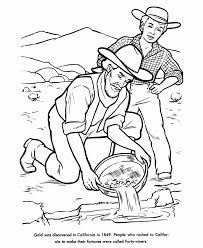 Gold was discovered in California in 1849. People who rushed to Califor-
nia to make their fortunes were called Forty-niners.